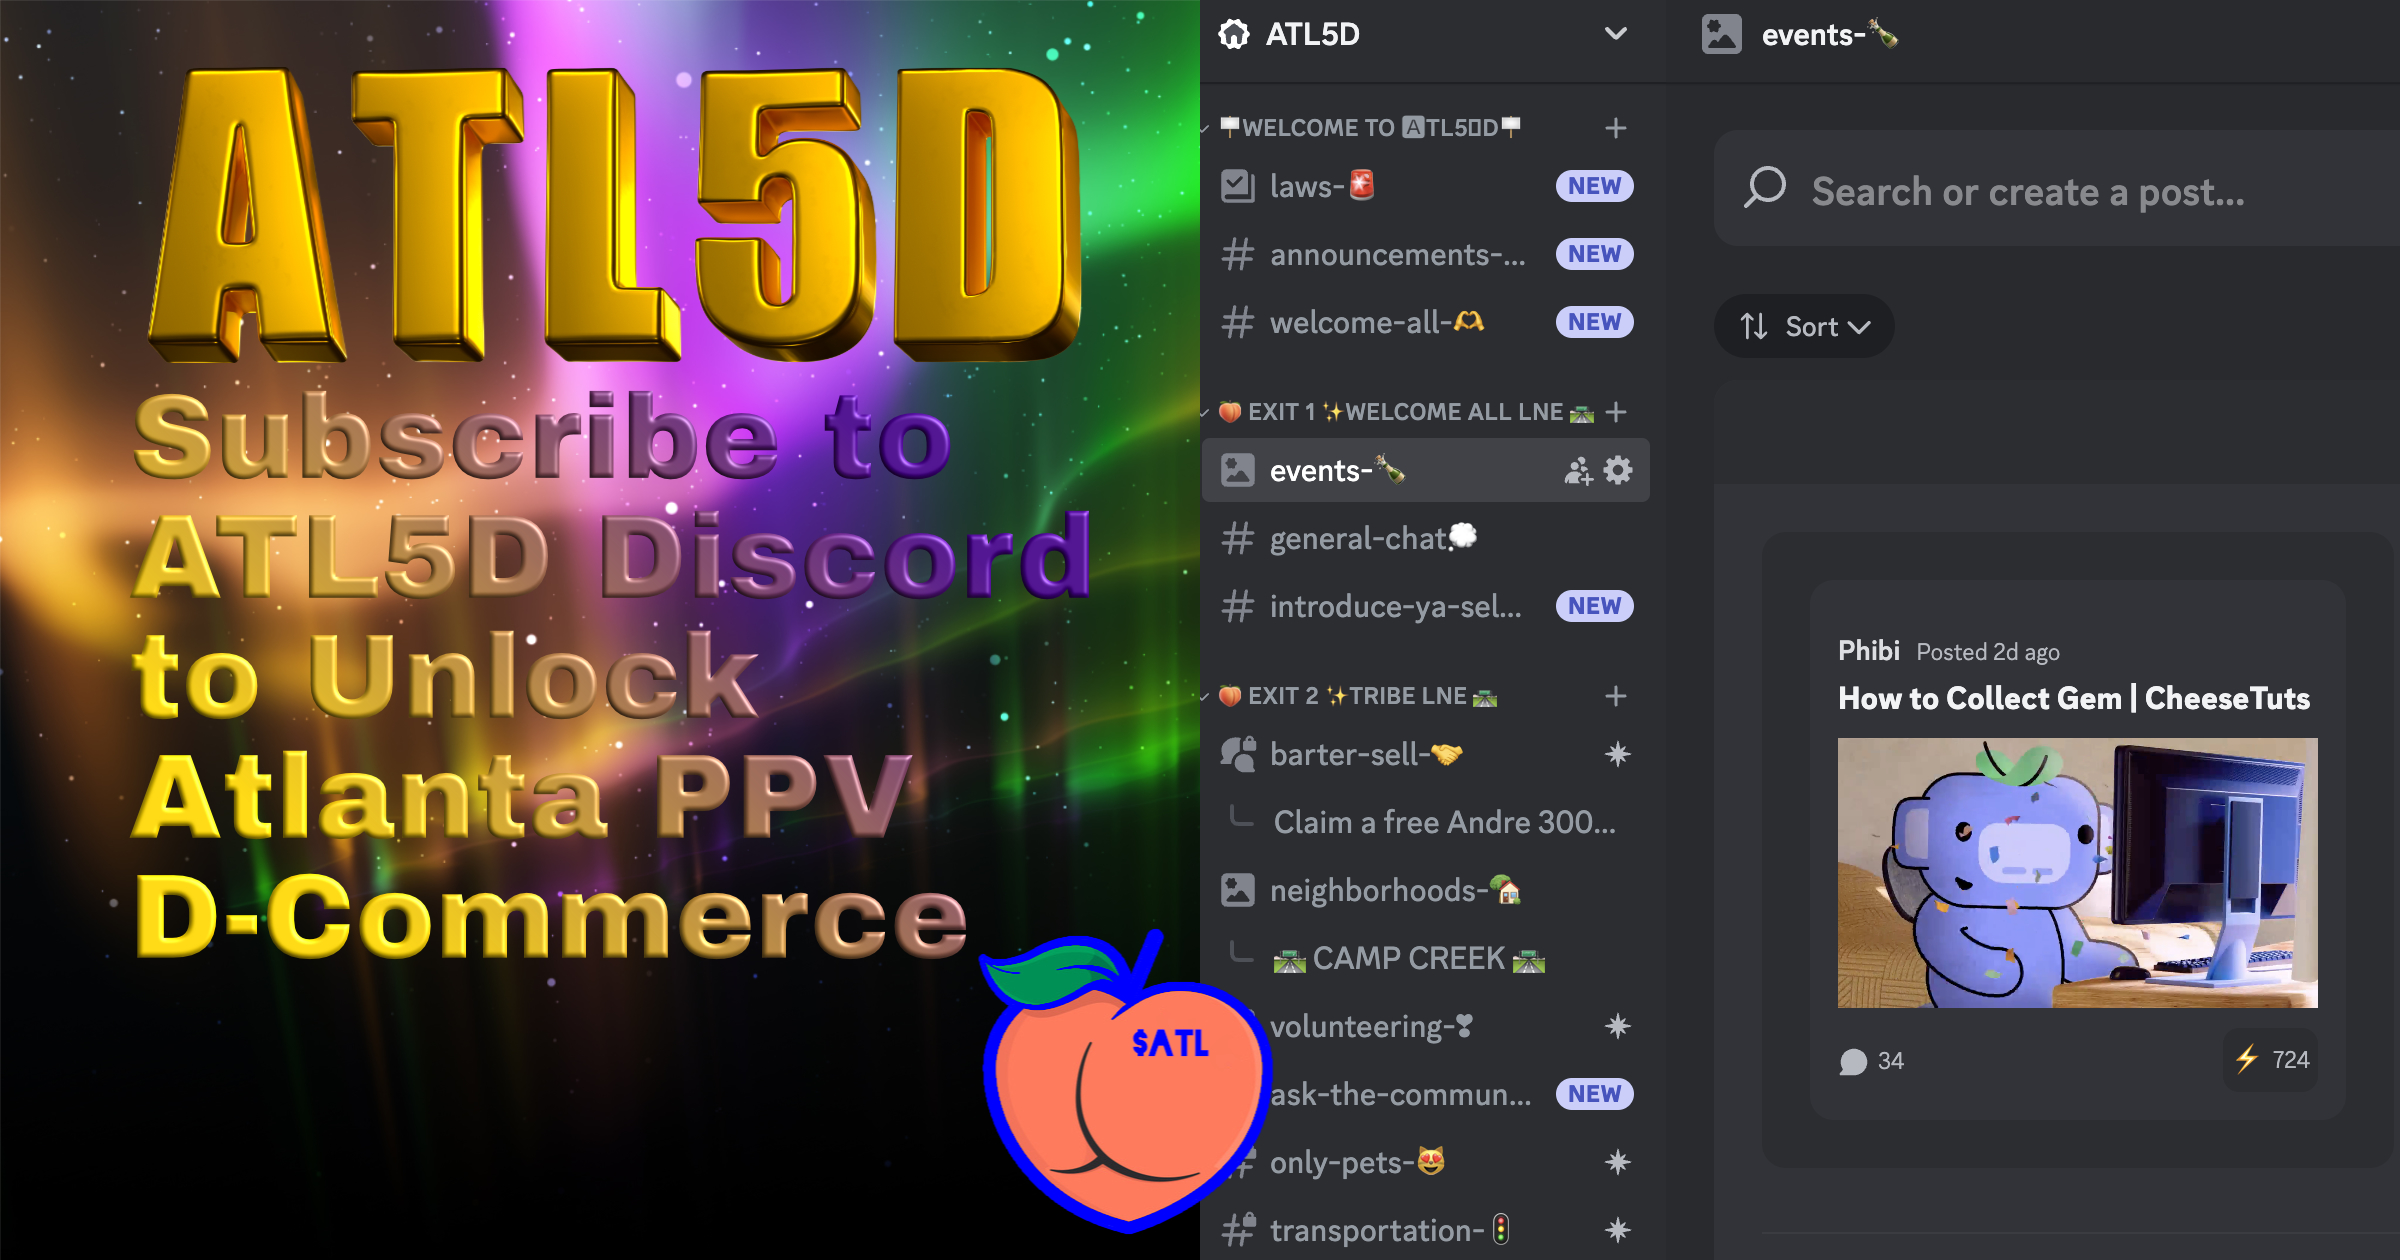 ATL5D
Subscribe to
ATL5D Discord
to Unlock
Atlanta PPV
D-Commerce
$ATL
ATL5D
🪧WELCOME TO 🅰TL5▯D🪧
laws-🚨
NEW
announcements-...
NEW
welcome-all-🫶
NEW
🍑 EXIT 1 ✨WELCOME ALL LNE 🛣️
events-🍾
general-chat💭
introduce-ya-sel...
NEW
🍑 EXIT 2 ✨TRIBE LNE 🛣️
barter-sell-🤝
Claim a free Andre 300...
neighborhoods-🏡
🛣️ CAMP CREEK 🛣️
volunteering-❣
ask-the-commun...
NEW
only-pets-😻
transportation-🚦
events-🍾
Search or create a post...
Sort
Phibi Posted 2d ago
How to Collect Gem | CheeseTuts
34
⚡ 724